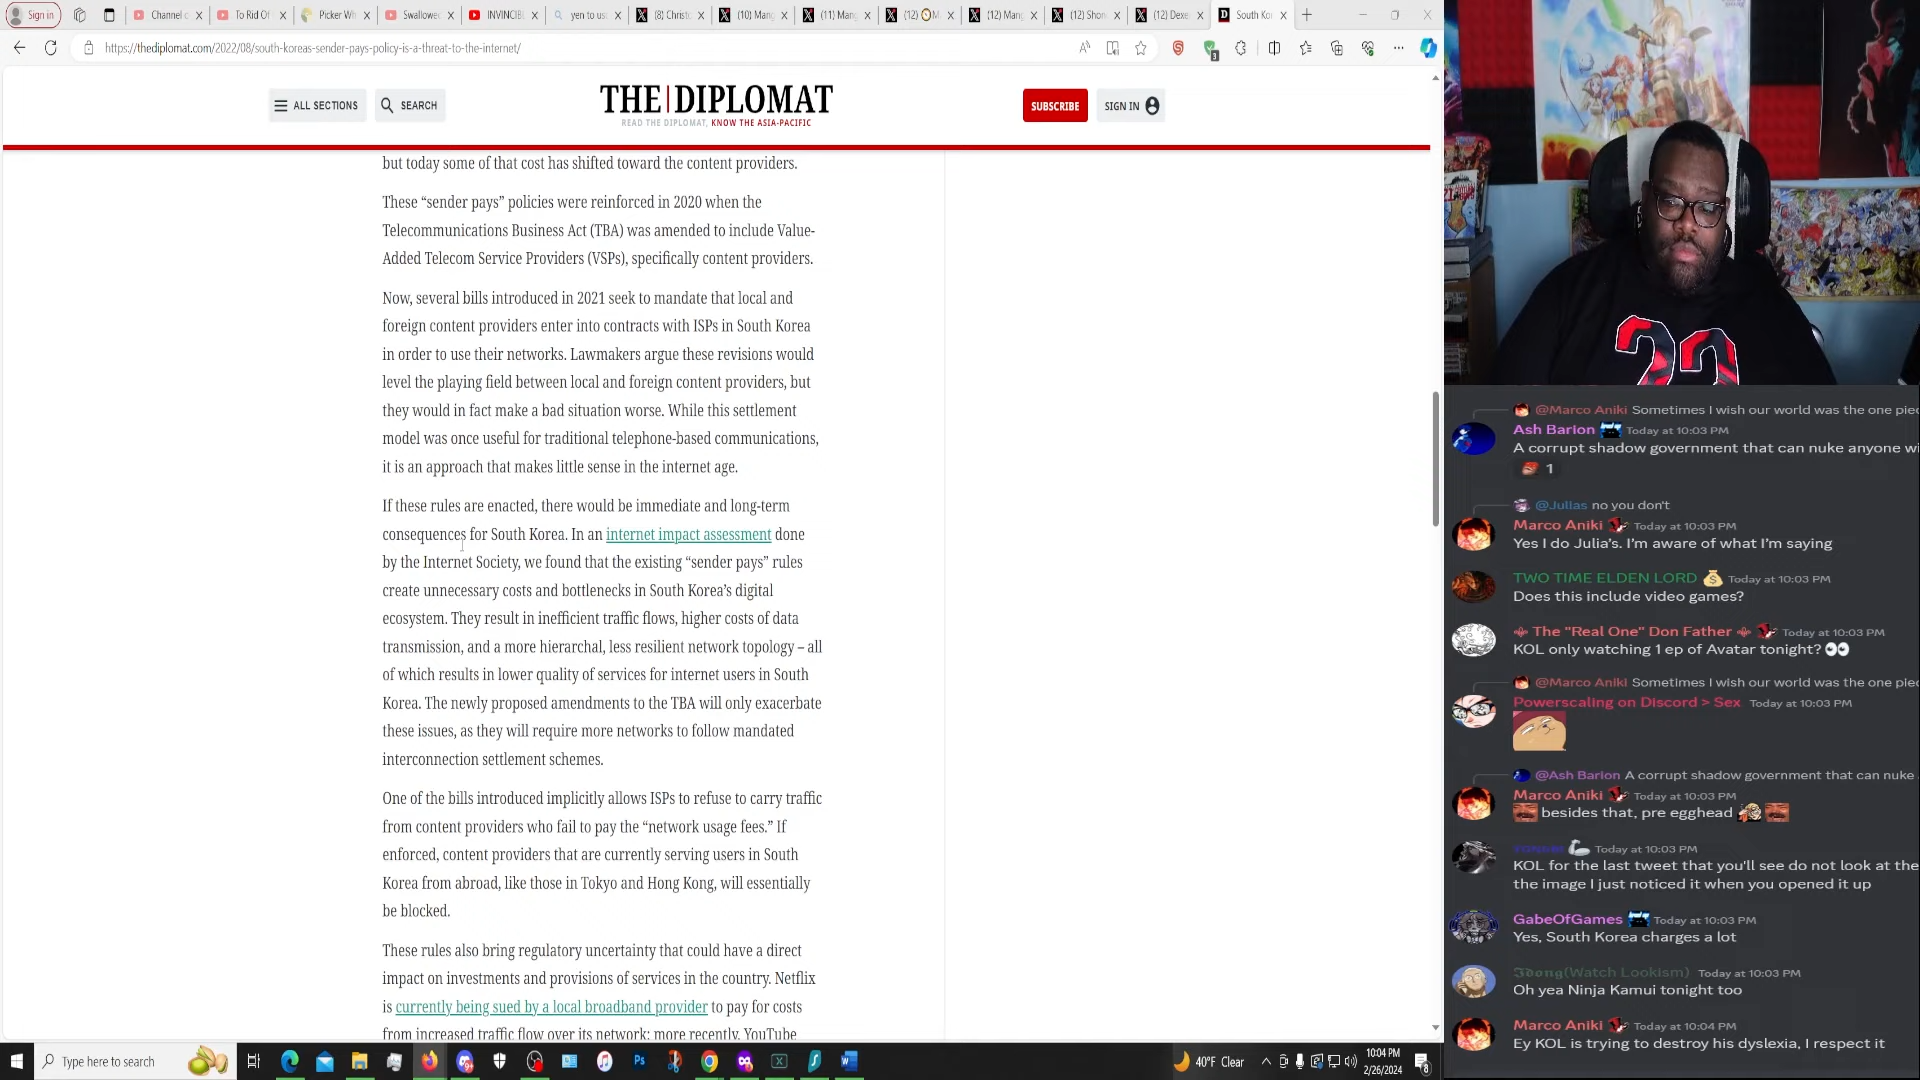 Sign in
Channel c
To Rid Of
Picker Wh
Swallowed
INVINCIBL
yen to us
(8) Christo
(10) Mang
(11) Mang
(12)
(12) Mang
(12) Shon
(12) Dexe
South Ko
https://thediplomat.com/2022/08/south-koreas-sender-pays-policy-is-a-threat-to-the-internet/
ALL SECTIONS
SEARCH
THE|DIPLOMAT
READ THE DIPLOMAT, KNOW THE ASIA-PACIFIC
SUBSCRIBE
SIGN IN
but today some of that cost has shifted toward the content providers.
These “sender pays” policies were reinforced in 2020 when the
Telecommunications Business Act (TBA) was amended to include Value-
Added Telecom Service Providers (VSPs), specifically content providers.
Now, several bills introduced in 2021 seek to mandate that local and
foreign content providers enter into contracts with ISPs in South Korea
in order to use their networks. Lawmakers argue these revisions would
level the playing field between local and foreign content providers, but
they would in fact make a bad situation worse. While this settlement
model was once useful for traditional telephone-based communications,
it is an approach that makes little sense in the internet age.
If these rules are enacted, there would be immediate and long-term
consequences for South Korea. In an internet impact assessment done
by the Internet Society, we found that the existing “sender pays” rules
create unnecessary costs and bottlenecks in South Korea’s digital
ecosystem. They result in inefficient traffic flows, higher costs of data
transmission, and a more hierarchal, less resilient network topology – all
of which results in lower quality of services for internet users in South
Korea. The newly proposed amendments to the TBA will only exacerbate
these issues, as they will require more networks to follow mandated
interconnection settlement schemes.
One of the bills introduced implicitly allows ISPs to refuse to carry traffic
from content providers who fail to pay the “network usage fees.” If
enforced, content providers that are currently serving users in South
Korea from abroad, like those in Tokyo and Hong Kong, will essentially
be blocked.
These rules also bring regulatory uncertainty that could have a direct
impact on investments and provisions of services in the country. Netflix
is currently being sued by a local broadband provider to pay for costs
from increased traffic flow over its network; more recently, YouTube
@Marco Aniki Sometimes I wish our world was the one piec
Ash Barion Today at 10:03 PM
A corrupt shadow government that can nuke anyone wi
1
@Julias no you don't
Marco Aniki Today at 10:03 PM
Yes I do Julia's. I'm aware of what I'm saying
TWO TIME ELDEN LORD Today at 10:03 PM
Does this include video games?
The "Real One" Don Father Today at 10:03 PM
KOL only watching 1 ep of Avatar tonight?
@Marco Aniki Sometimes I wish our world was the one piec
Powerscaling on Discord > Sex Today at 10:03 PM
@Ash Barion A corrupt shadow government that can nuke
Marco Aniki Today at 10:03 PM
besides that, pre egghead
Today at 10:03 PM
KOL for the last tweet that you'll see do not look at the
the image I just noticed it when you opened it up
GabeOfGames Today at 10:03 PM
Yes, South Korea charges a lot
(Watch Lookism) Today at 10:03 PM
Oh yea Ninja Kamui tonight too
Marco Aniki Today at 10:04 PM
Ey KOL is trying to destroy his dyslexia, I respect it
Type here to search
40°F Clear
10:04 PM
2/26/2024